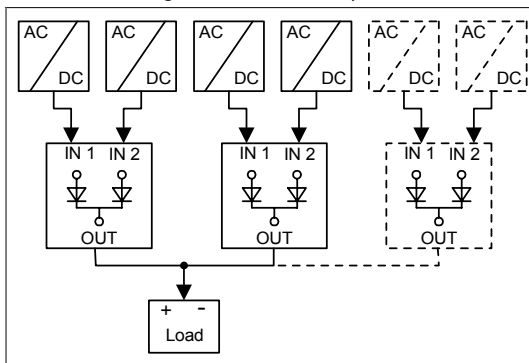 AC AC AC AC AC AC
DC DC DC DC DC DC
IN 1 IN 2 IN 1 IN 2 IN 1 IN 2
OUT OUT OUT
+ -
Load